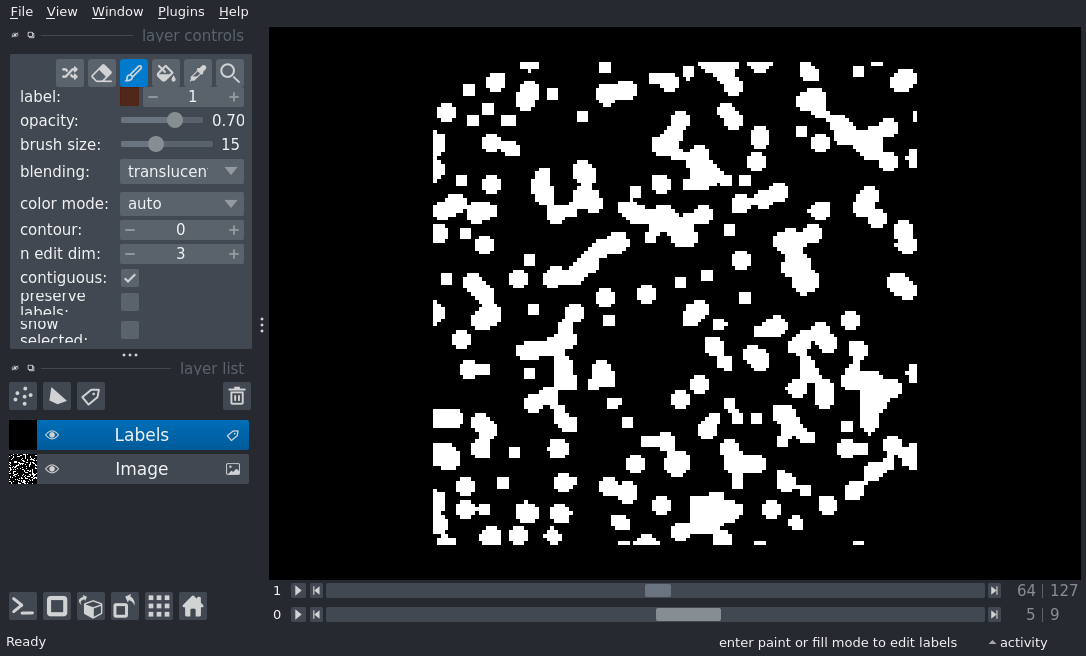 File View Window Plugins Help
layer controls
label: 1
opacity: 0.70
brush size: 15
blending: translucen
color mode: auto
contour: 0
n edit dim: 3
contiguous:
preserve
labels:
show
selected:
layer list
Labels
Image
1 64 127
0 5 9
Ready enter paint or fill mode to edit labels activity